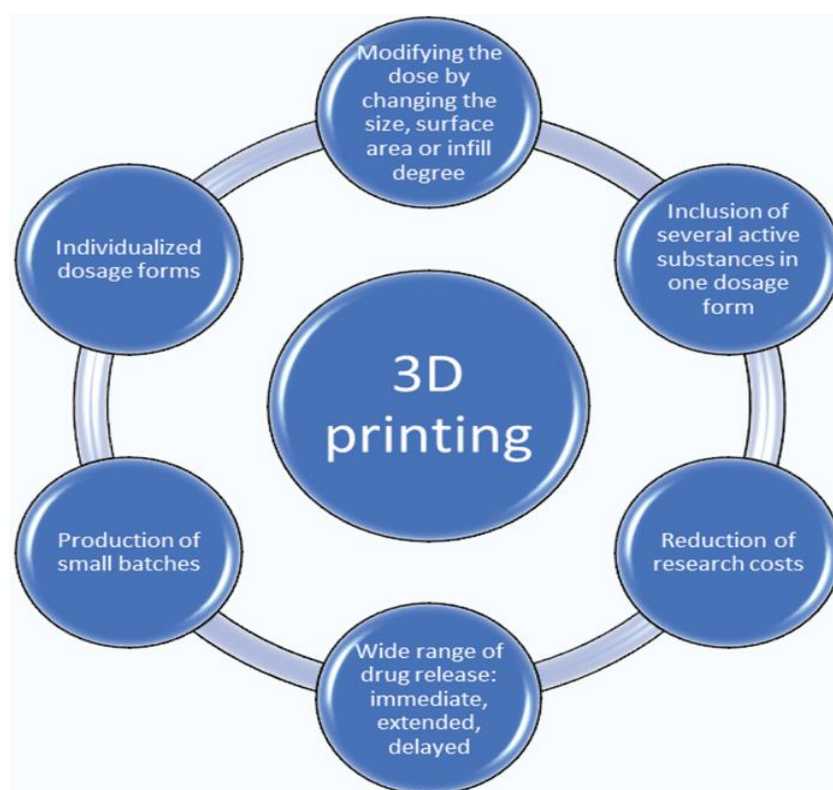 Modifying the
dose by
changing the
size, surface
area or infill
degree
Inclusion of
several active
substances in
one dosage
form
Individualized
dosage forms
3D
printing
Production of
small batches
Reduction of
research costs
Wide range of
drug release:
immediate,
extended,
delayed